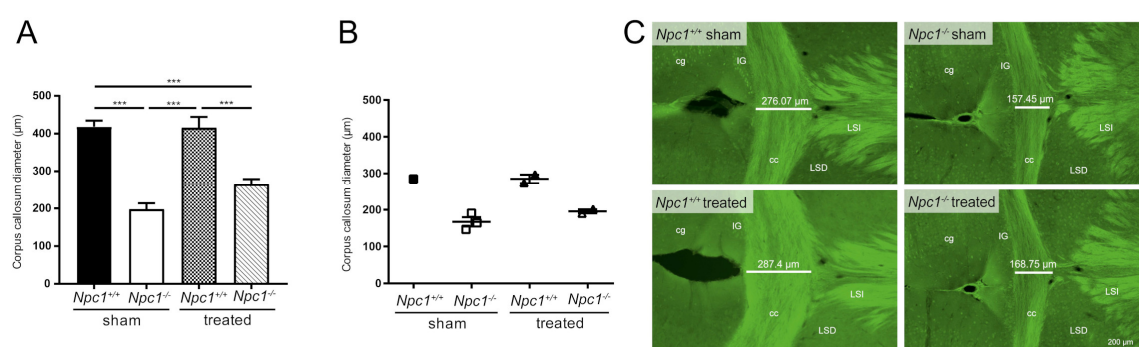 A
***
*** *** ***
500
400
300
200
100
0
Corpus callosum diameter (µm)
Npc1+/+ Npc1-/- Npc1+/+ Npc1-/-
sham treated
B
500
400
300
200
100
0
Corpus callosum diameter (µm)
Npc1+/+ Npc1-/- Npc1+/+ Npc1-/-
sham treated
C
Npc1+/+ sham
cg
IG
276.07 µm
LSI
cc
LSD
Npc1-/- sham
cg
IG
157.45 µm
LSI
cc
LSD
Npc1+/+ treated
cg
IG
287.4 µm
LSI
cc
LSD
Npc1-/- treated
cg
IG
168.75 µm
LSI
cc
LSD
200 µm